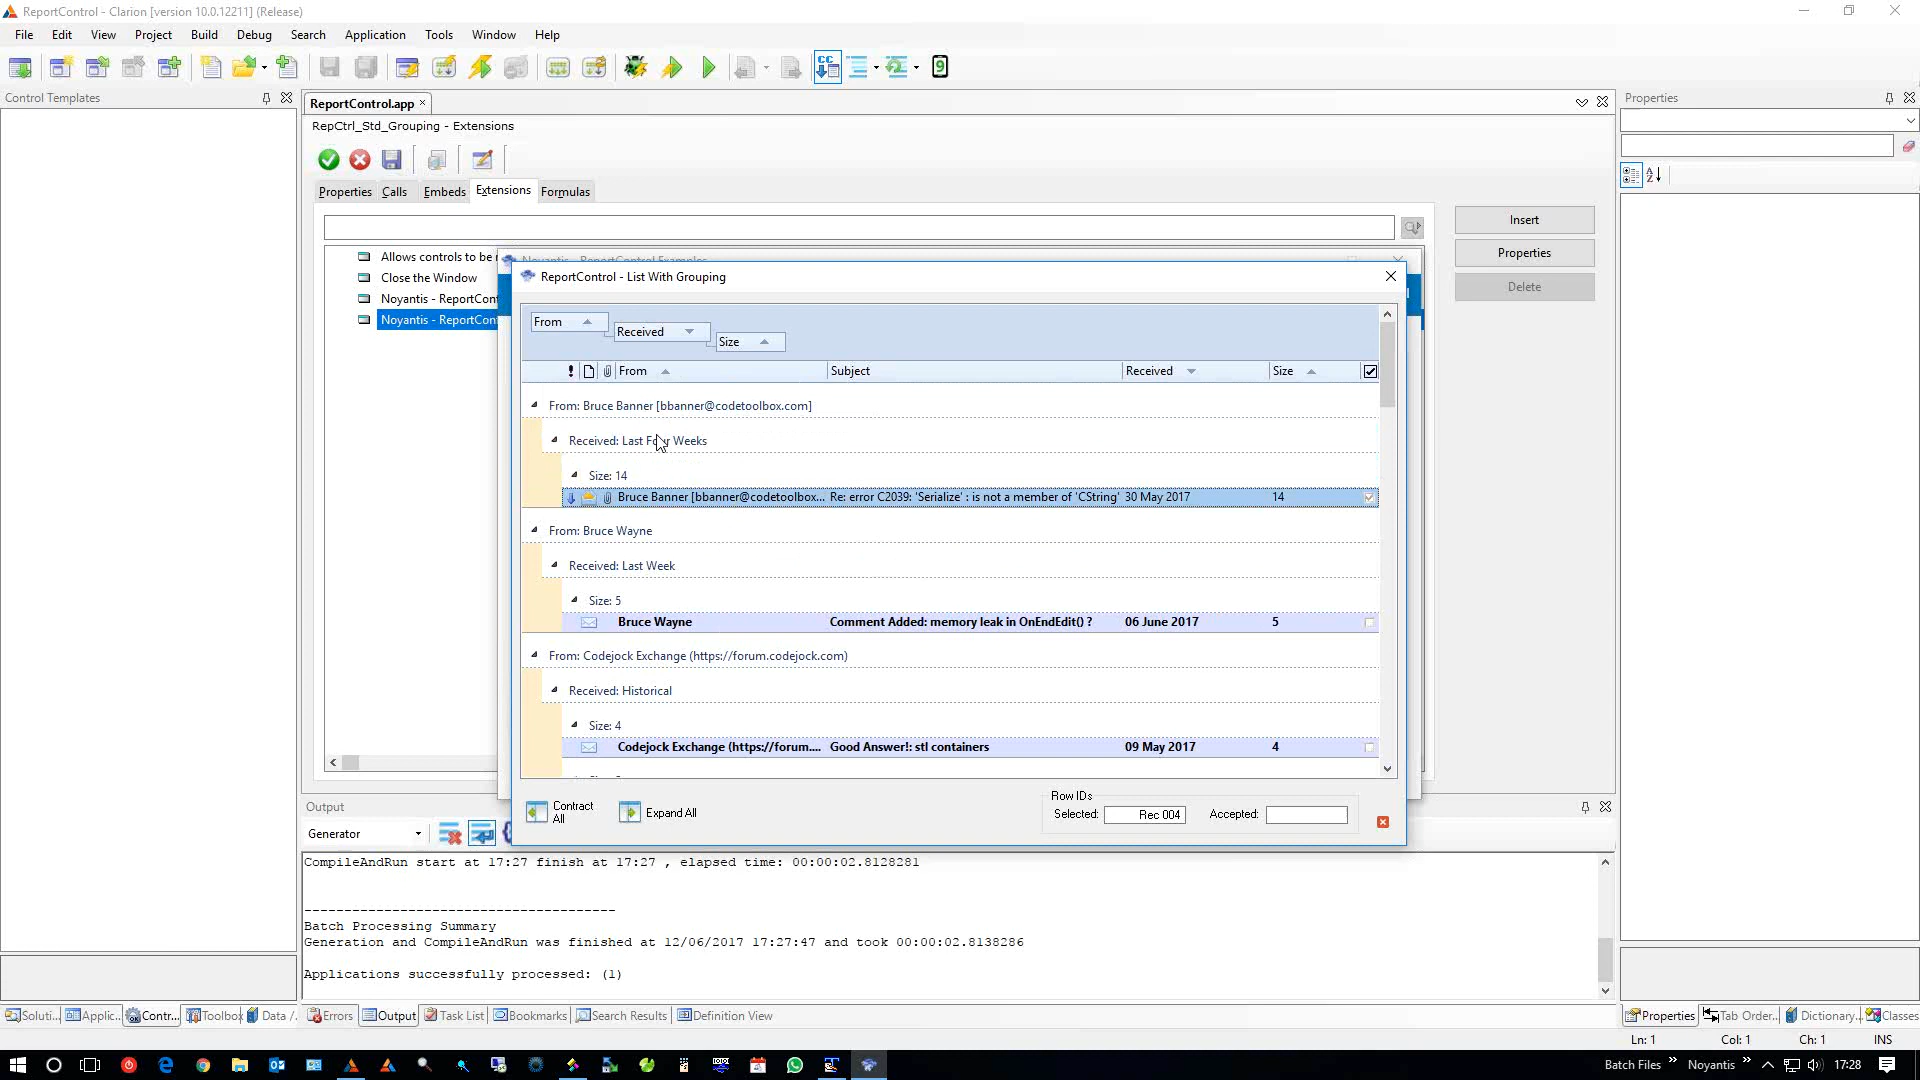 ReportControl - Clarion [version 10.0.12211] (Release)
File Edit View Project Build Debug Search Application Tools Window Help
Control Templates
ReportControl.app
Properties
RepCtrl_Std_Grouping - Extensions
Properties Calls Embeds Extensions Formulas
Insert
Properties
Delete
Allows controls to be
Close the Window
Noyantis - ReportCon
Noyantis - ReportCon
Noyantis - ReportControl Examples
ReportControl - List With Grouping
From
Received
Size
From Subject Received Size
From: Bruce Banner [bbanner@codetoolbox.com]
Received: Last Four Weeks
Size: 14
Bruce Banner [bbanner@codetoolbox... Re: error C2039: 'Serialize' : is not a member of 'CString' 30 May 2017 14
From: Bruce Wayne
Received: Last Week
Size: 5
Bruce Wayne Comment Added: memory leak in OnEndEdit() ? 06 June 2017 5
From: Codejock Exchange (https://forum.codejock.com)
Received: Historical
Size: 4
Codejock Exchange (https://forum.... Good Answer!: stl containers 09 May 2017 4
Contract
All
Expand All
Row IDs
Selected: Rec 004 Accepted:
Output
Generator
CompileAndRun start at 17:27 finish at 17:27 , elapsed time: 00:00:02.8128281
---------------------------------------
Batch Processing Summary
Generation and CompileAndRun was finished at 12/06/2017 17:27:47 and took 00:00:02.8138286
Applications successfully processed: (1)
Soluti... Applic... Contr... Toolbox Data /. Errors Output Task List Bookmarks Search Results Definition View Properties Tab Order.. Dictionary.. Classes
Ln: 1 Col: 1 Ch: 1 INS
Batch Files Noyantis 17:28